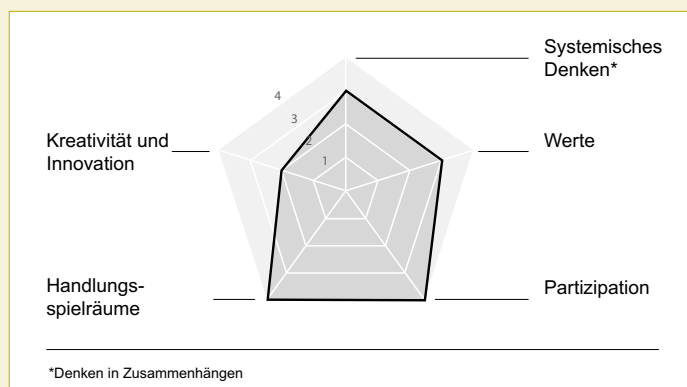 Systemisches
Denken*
4
3
2
1
Kreativität und
Innovation
Werte
Handlungs-
spielräume
Partizipation
*Denken in Zusammenhängen